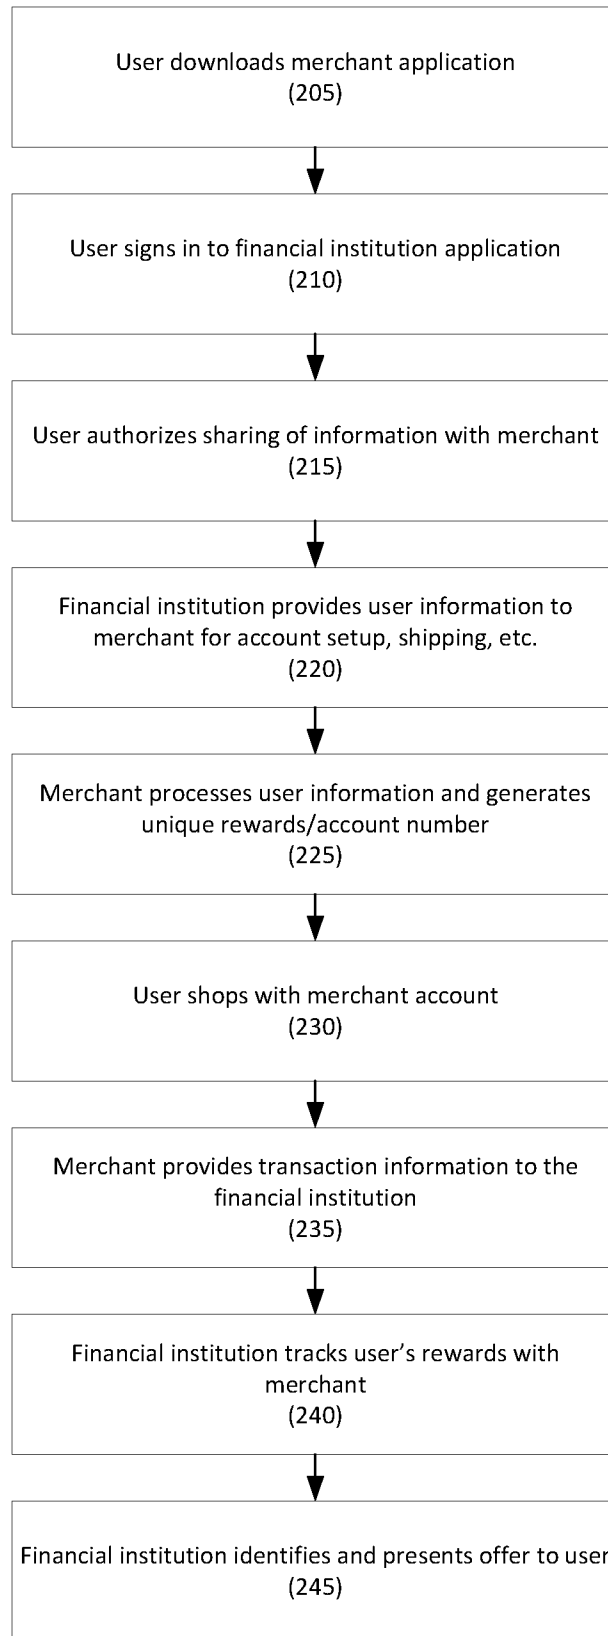 User downloads merchant application
(205)
User signs in to financial institution application
(210)
User authorizes sharing of information with merchant
(215)
Financial institution provides user information to
merchant for account setup, shipping, etc.
(220)
Merchant processes user information and generates
unique rewards/account number
(225)
User shops with merchant account
(230)
Merchant provides transaction information to the
financial institution
(235)
Financial institution tracks user’s rewards with
merchant
(240)
Financial institution identifies and presents offer to user
(245)